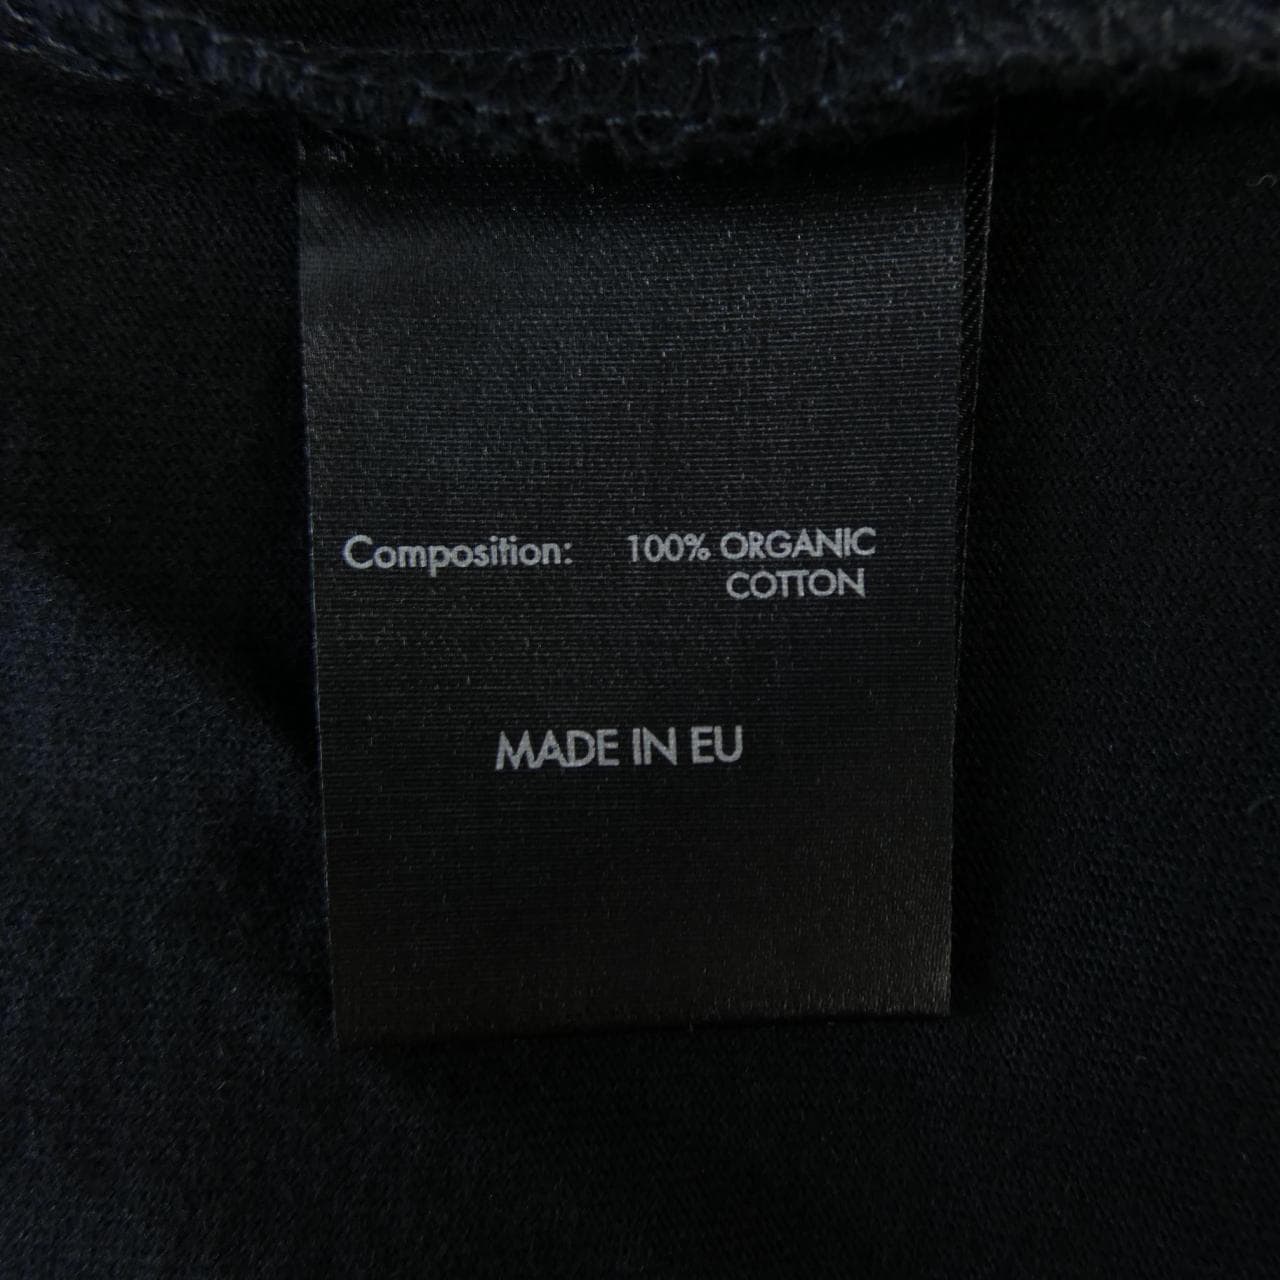 Composition: 100% ORGANIC
COTTON
MADE IN EU